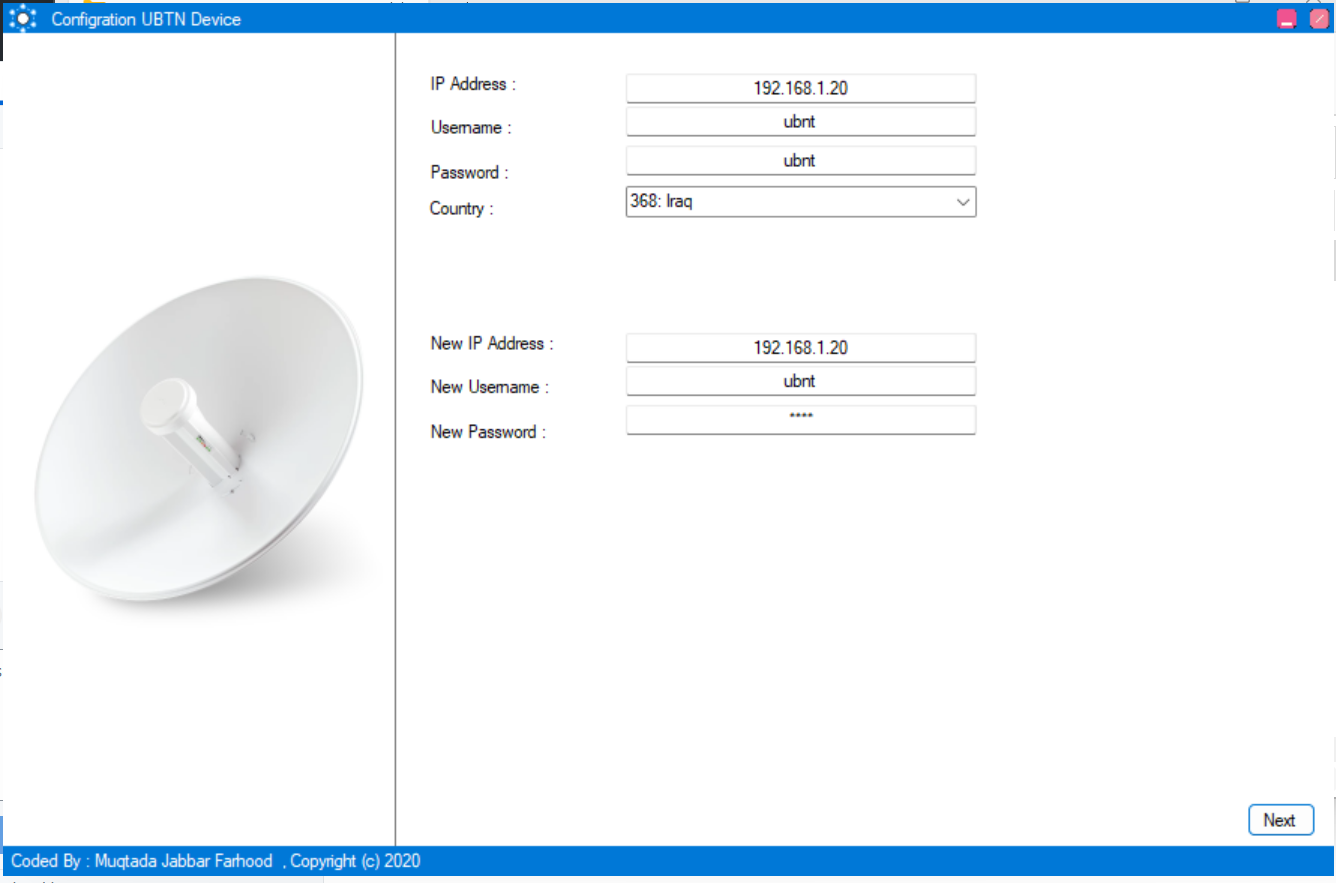 Configration UBTN Device
IP Address : 192.168.1.20
Username : ubnt
Password : ubnt
Country : 368: Iraq
New IP Address : 192.168.1.20
New Username : ubnt
New Password : ****
Next
Coded By : Muqtada Jabbar Farhood , Copyright (c) 2020